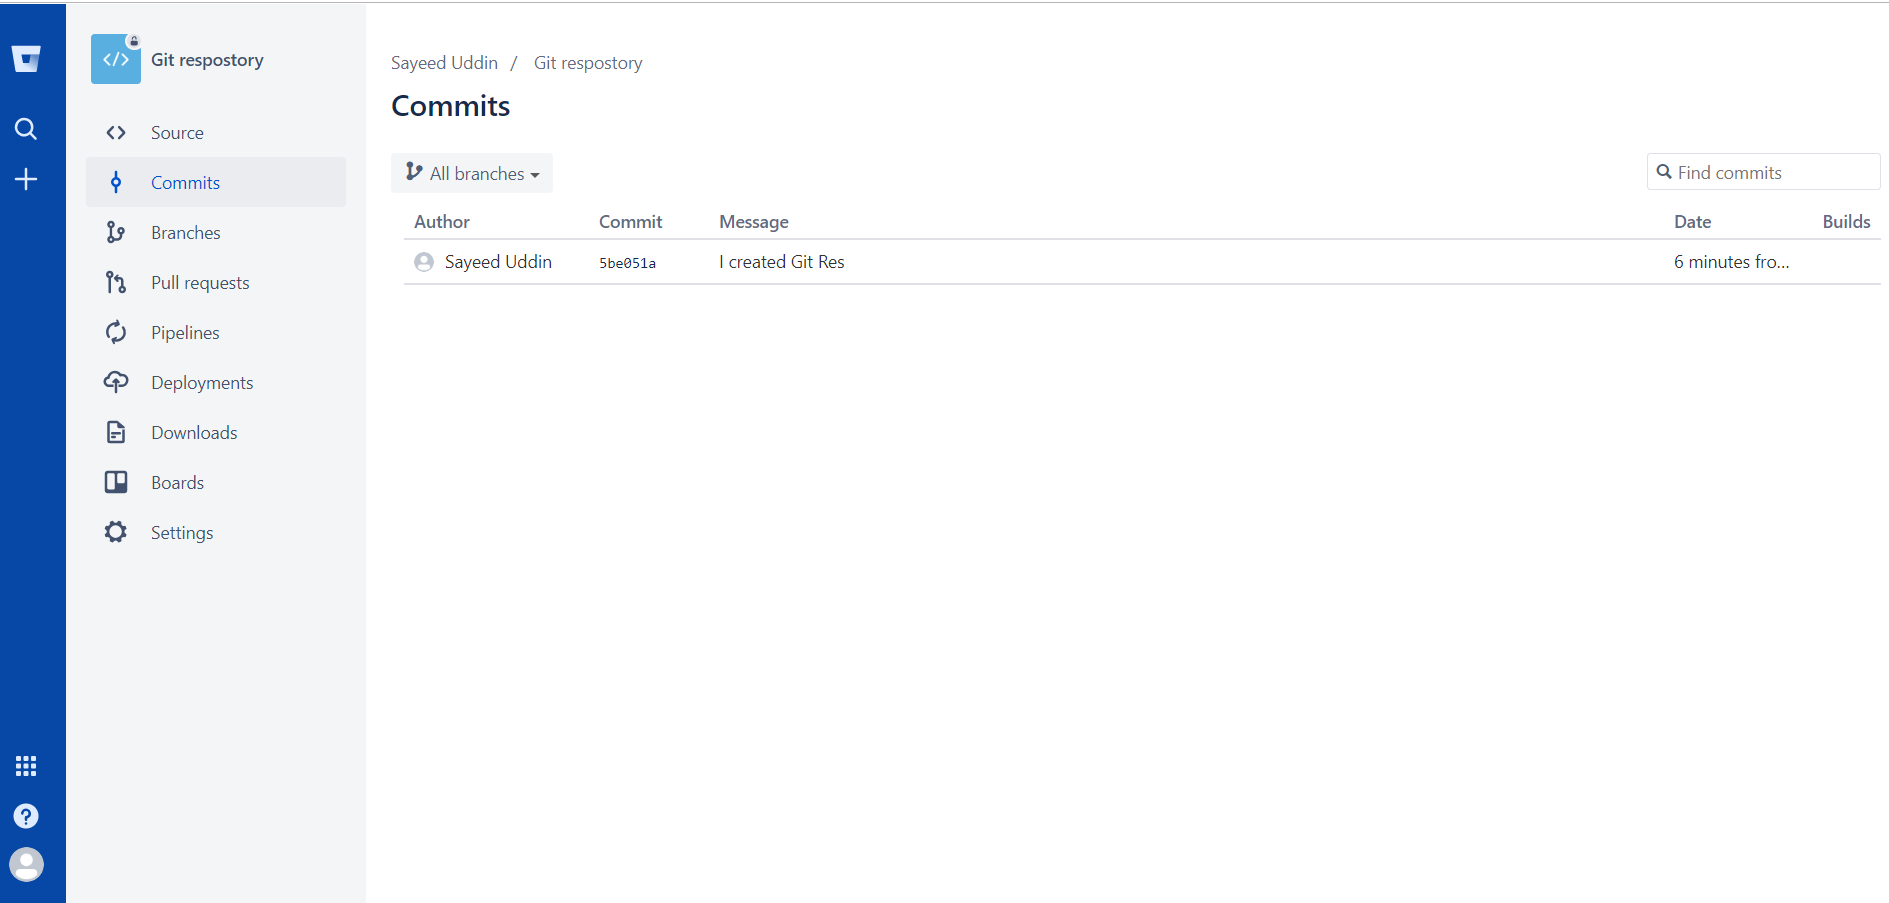 Git respostory
Source
Commits
Branches
Pull requests
Pipelines
Deployments
Downloads
Boards
Settings
Sayeed Uddin / Git respostory
Commits
All branches
Find commits
Author Commit Message Date Builds
Sayeed Uddin 5be051a I created Git Res 6 minutes fro...